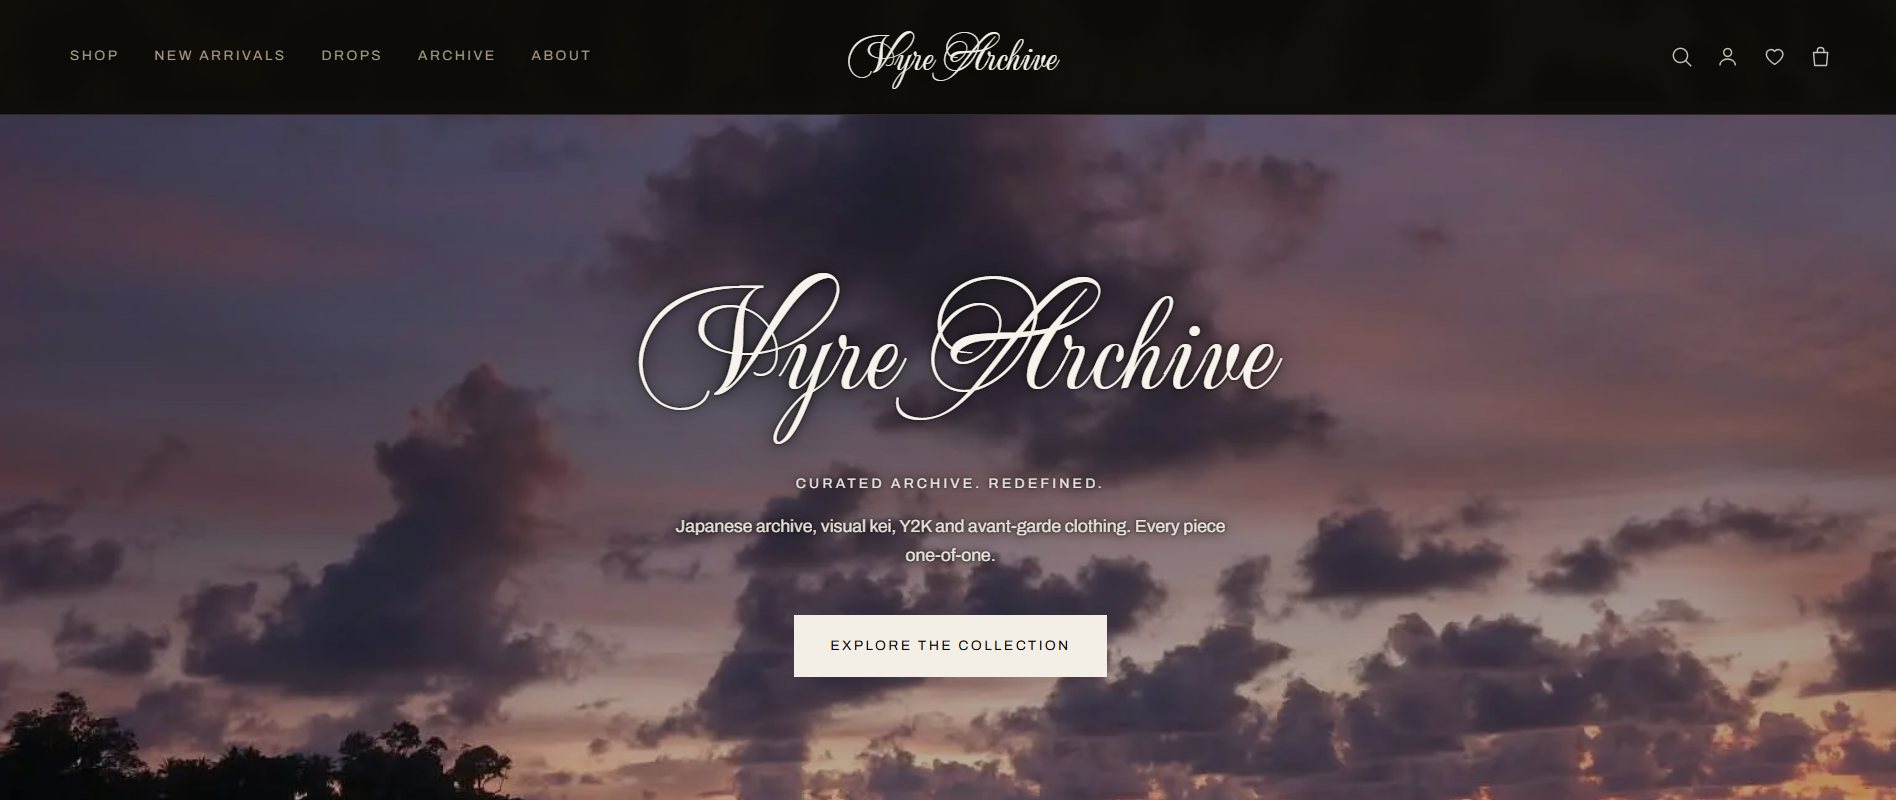 SHOP NEW ARRIVALS DROPS ARCHIVE ABOUT
Vyre Archive
Vyre Archive
CURATED ARCHIVE. REDEFINED.
Japanese archive, visual kei, Y2K and avant-garde clothing. Every piece
one-of-one.
EXPLORE THE COLLECTION